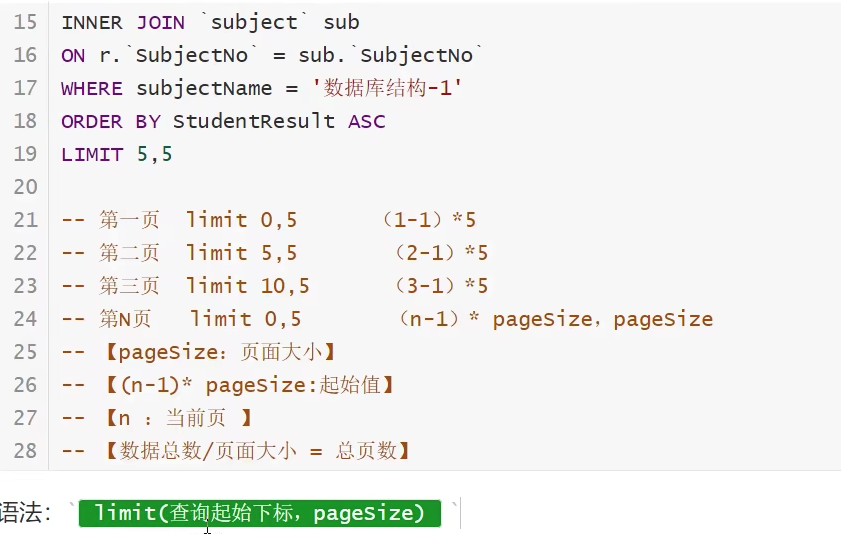 15 INNER JOIN `subject` sub
16 ON r.`SubjectNo` = sub.`SubjectNo`
17 WHERE subjectName = '数据库结构-1'
18 ORDER BY StudentResult ASC
19 LIMIT 5,5
20
21 -- 第一页  limit 0,5      （1-1）*5
22 -- 第二页  limit 5,5       （2-1）*5
23 -- 第三页  limit 10,5      （3-1）*5
24 -- 第N页   limit 0,5       （n-1）* pageSize，pageSize
25 -- 【pageSize：页面大小】
26 -- 【(n-1)* pageSize:起始值】
27 -- 【n ：当前页 】
28 -- 【数据总数/页面大小 = 总页数】
语法：` limit(查询起始下标，pageSize) `